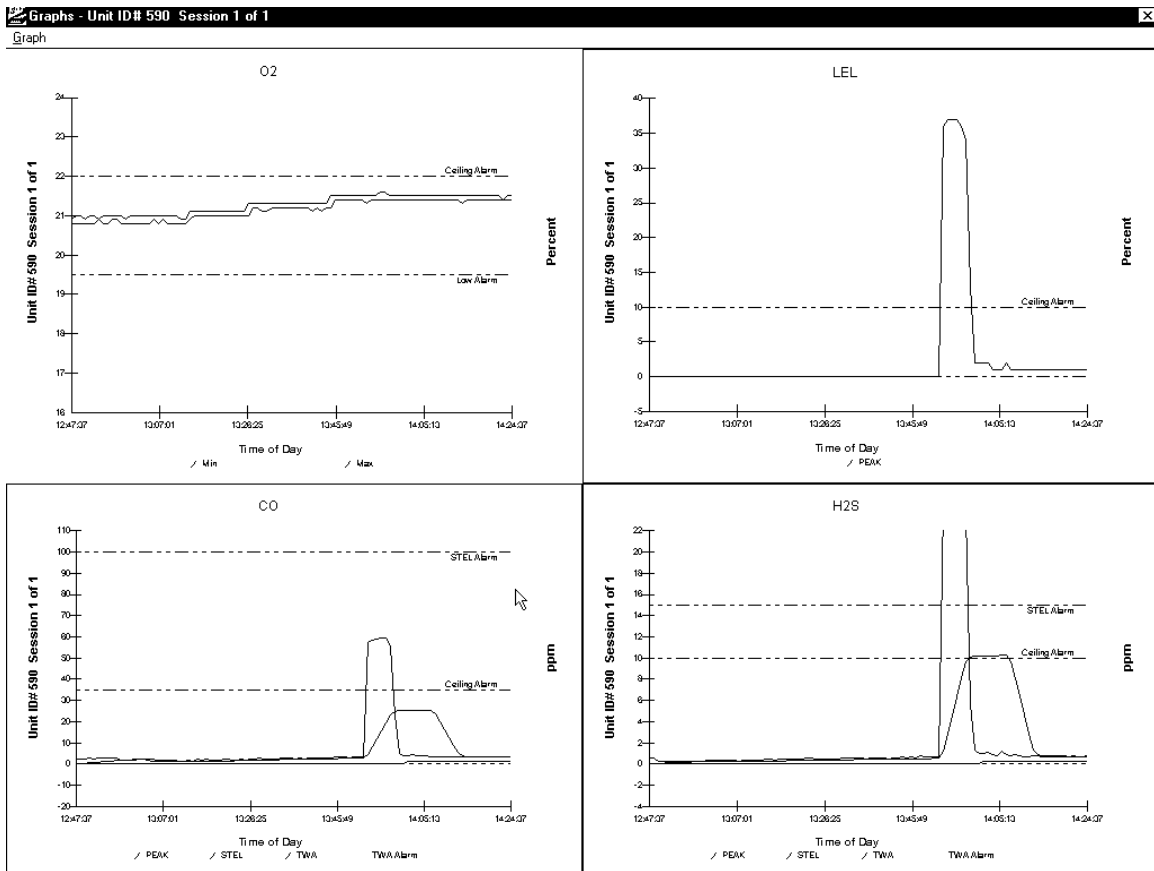 Graphs - Unit ID# 590 Session 1 of 1
Graph
O2
Unit ID# 590 Session 1 of 1
24
23
22
21
20
19
18
17
16
Ceiling Alarm
Low Alarm
Percent
12:47:37 13:07:01 13:26:25 13:45:49 14:05:13 14:24:37
Time of Day
Min Max
LEL
Unit ID# 590 Session 1 of 1
40
35
30
25
20
15
10
5
0
-5
Ceiling Alarm
Percent
12:47:37 13:07:01 13:26:25 13:45:49 14:05:13 14:24:37
Time of Day
PEAK
CO
Unit ID# 590 Session 1 of 1
110
100
90
80
70
60
50
40
30
20
10
0
-10
-20
STEL Alarm
Ceiling Alarm
ppm
12:47:37 13:07:01 13:26:25 13:45:49 14:05:13 14:24:37
Time of Day
PEAK STEL TWA TWA Alarm
H2S
Unit ID# 590 Session 1 of 1
22
20
18
16
14
12
10
8
6
4
2
0
-2
-4
STEL Alarm
Ceiling Alarm
ppm
12:47:37 13:07:01 13:26:25 13:45:49 14:05:13 14:24:37
Time of Day
PEAK STEL TWA TWA Alarm